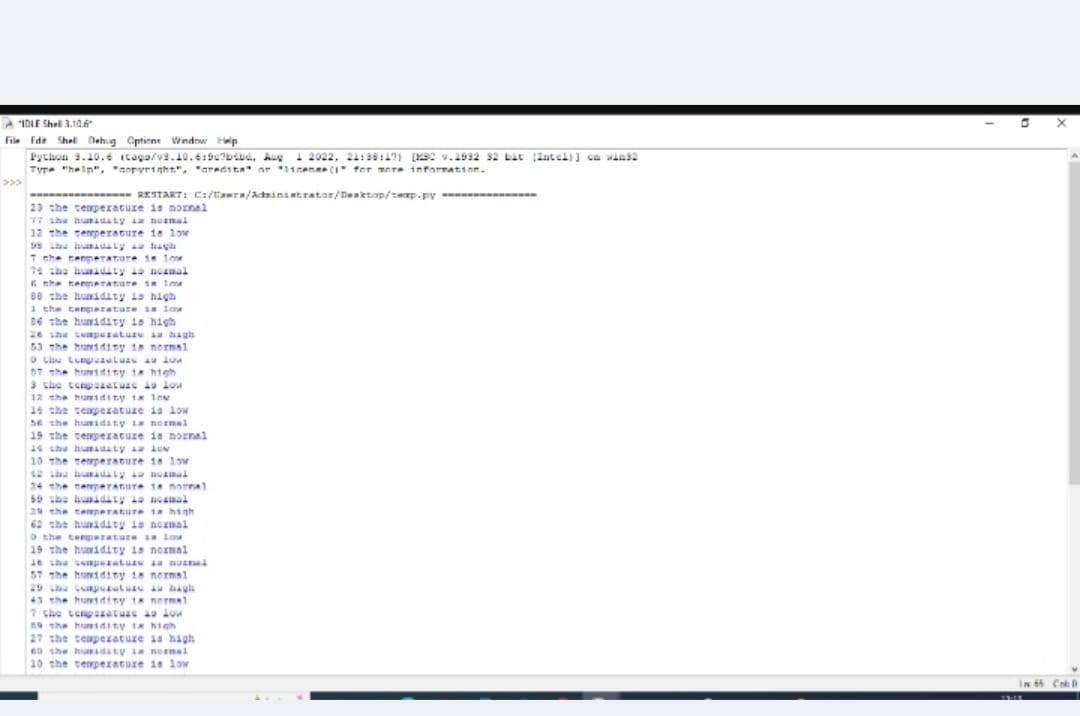 *IDLE Shell 3.10.6*
File Edit Shell Debug Options Window Help
Python 3.10.6 (tags/v3.10.6:9c7b4bd, Aug 1 2022, 21:38:17) [MSC v.1932 32 bit (Intel)] on win32
Type "help", "copyright", "credits" or "license()" for more information.
>>>
================ RESTART: C:/Users/Administrator/Desktop/temp.py ===============
23 the temperature is normal
77 the humidity is normal
12 the temperature is low
98 the humidity is high
7 the temperature is low
74 the humidity is normal
6 the temperature is low
88 the humidity is high
1 the temperature is low
86 the humidity is high
26 the temperature is high
53 the humidity is normal
0 the temperature is low
87 the humidity is high
3 the temperature is low
12 the humidity is low
14 the temperature is low
56 the humidity is normal
19 the temperature is normal
14 the humidity is low
10 the temperature is low
42 the humidity is normal
24 the temperature is normal
59 the humidity is normal
29 the temperature is high
62 the humidity is normal
0 the temperature is low
19 the humidity is normal
16 the temperature is normal
57 the humidity is normal
the temperature is high
43 the humidity is normal
7 the temperature is low
89 the humidity is high
27 the temperature is high
60 the humidity is normal
10 the temperature is low
Ln: 65 Col: 0